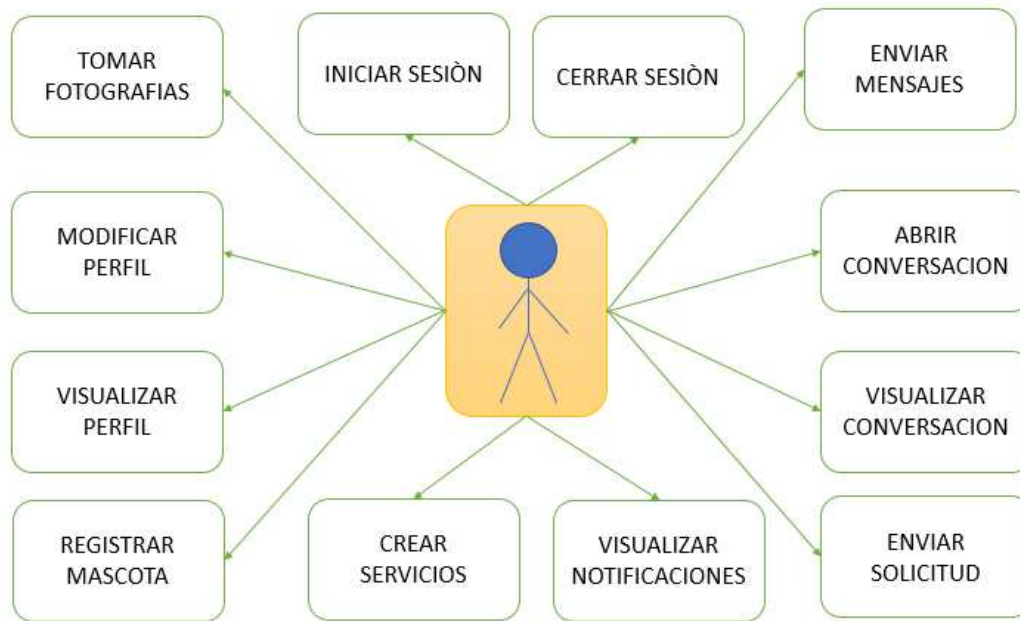 TOMAR
FOTOGRAFIAS
INICIAR SESIÒN
CERRAR SESIÒN
ENVIAR
MENSAJES
MODIFICAR
PERFIL
ABRIR
CONVERSACION
VISUALIZAR
PERFIL
VISUALIZAR
CONVERSACION
REGISTRAR
MASCOTA
CREAR
SERVICIOS
VISUALIZAR
NOTIFICACIONES
ENVIAR
SOLICITUD